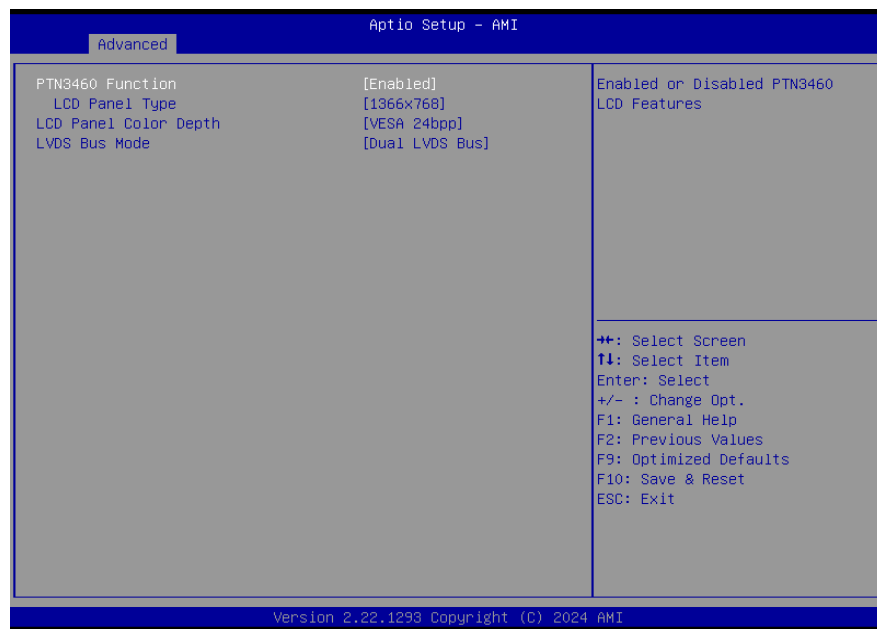 Aptio Setup – AMI
Advanced
PTN3460 Function [Enabled]
LCD Panel Type [1366x768]
LCD Panel Color Depth [VESA 24bpp]
LVDS Bus Mode [Dual LVDS Bus]
Enabled or Disabled PTN3460
LCD Features
→←: Select Screen
↑↓: Select Item
Enter: Select
+/- : Change Opt.
F1: General Help
F2: Previous Values
F9: Optimized Defaults
F10: Save & Reset
ESC: Exit
Version 2.22.1293 Copyright (C) 2024 AMI